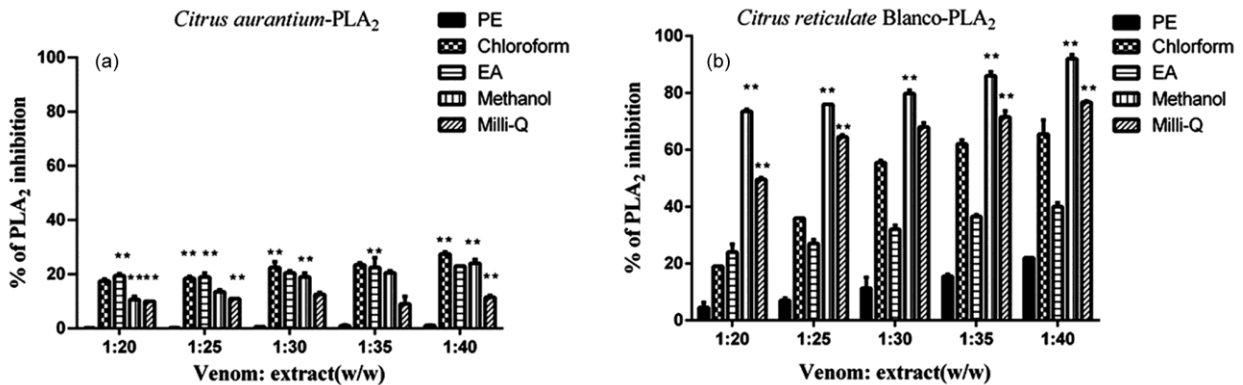 Citrus aurantium-PLA₂
(a)
PE
Chloroform
EA
Methanol
Milli-Q
% of PLA₂ inhibition
100
80
60
40
20
0
** **** ** ** ** ** ** ** ** ** ”**
1:20 1:25 1:30 1:35 1:40
Venom: extract(w/w)
Citrus reticulate Blanco-PLA₂
(b)
PE
Chlorform
EA
Methanol
Milli-Q
% of PLA₂ inhibition
100
80
60
40
20
0
** ** ** ** ** ** ** ** **
1:20 1:25 1:30 1:35 1:40
Venom: extract(w/w)